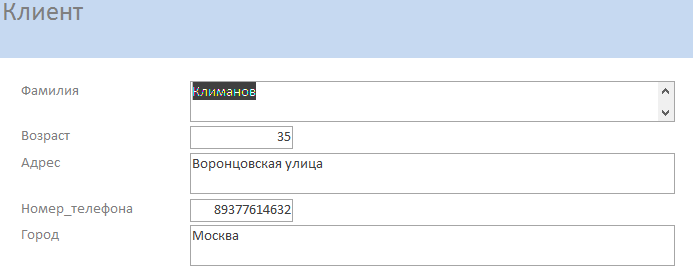 Клиент
Фамилия Климанов
Возраст 35
Адрес Воронцовская улица
Номер_телефона 89377614632
Город Москва